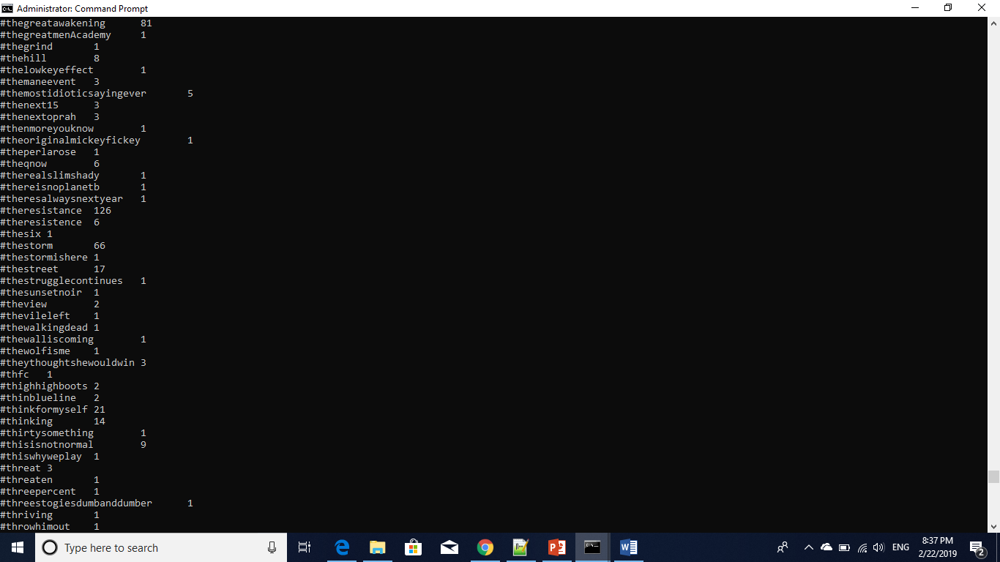 Administrator: Command Prompt
#thegreatawakening 81
#thegreatmenAcademy 1
#thegrind 1
#thehill 8
#thelowkeyeffect 1
#themaneevent 3
#themostidioticsayingever 5
#thenext15 3
#thenextoprah 3
#thenmoreyouknow 1
#theoriginalmickeyfickey 1
#theperlarose 1
#theqnow 6
#therealslimshady 1
#thereisnoplanetb 1
#theresalwaysnextyear 1
#theresistance 126
#theresistence 6
#thesix 1
#thestorm 66
#thestormishere 1
#thestreet 17
#thestrugglecontinues 1
#thesunsetnoir 1
#theview 2
#thevileleft 1
#thewalkingdead 1
#thewalliscoming 1
#thewolfisme 1
#theythoughtshewouldwin 3
#thfc 1
#thighhighboots 2
#thinblueline 2
#thinkformyself 21
#thinking 14
#thirtysomething 1
#thisisnotnormal 9
#thiswhyweplay 1
#threat 3
#threaten 1
#threepercent 1
#threestogiesdumbanddumber 1
#thriving 1
#throwhimout 1
Type here to search
ENG
8:37 PM
2/22/2019
2